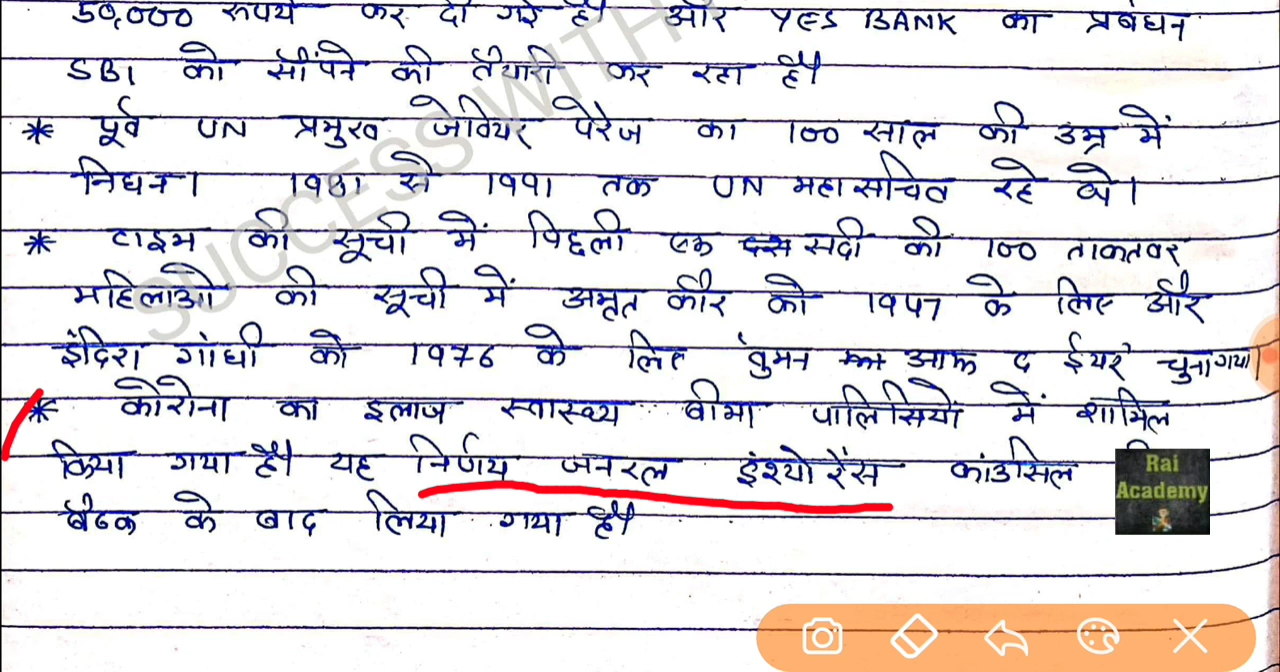 50,000 रूपये कर दी गई है। और YES BANK का प्रबंधन
SBI को सौंपने की तैयारी कर रहा है।
* पूर्व UN प्रमुख जेवियर पेरेज का 100 साल की उम्र में
निधन। 1981 से 1991 तक UN महासचिव रहे थे।
* टाइम की सूची में पिछली एक सदी की 100 ताकतवर
महिलाओ की सूची में अमृत कौर को 1947 के लिए और
इंदिरा गांधी को 1976 के लिए 'वुमन आफ द ईयर' चुना गया।
* कोरोना का इलाज स्वास्थ्य बीमा पालिसियों में शामिल
किया गया है। यह निर्णय जनरल इंश्योरेंस कांउसिल
बैठक के बाद लिया गया है।
SUCCESS WITH
Rai
Academy